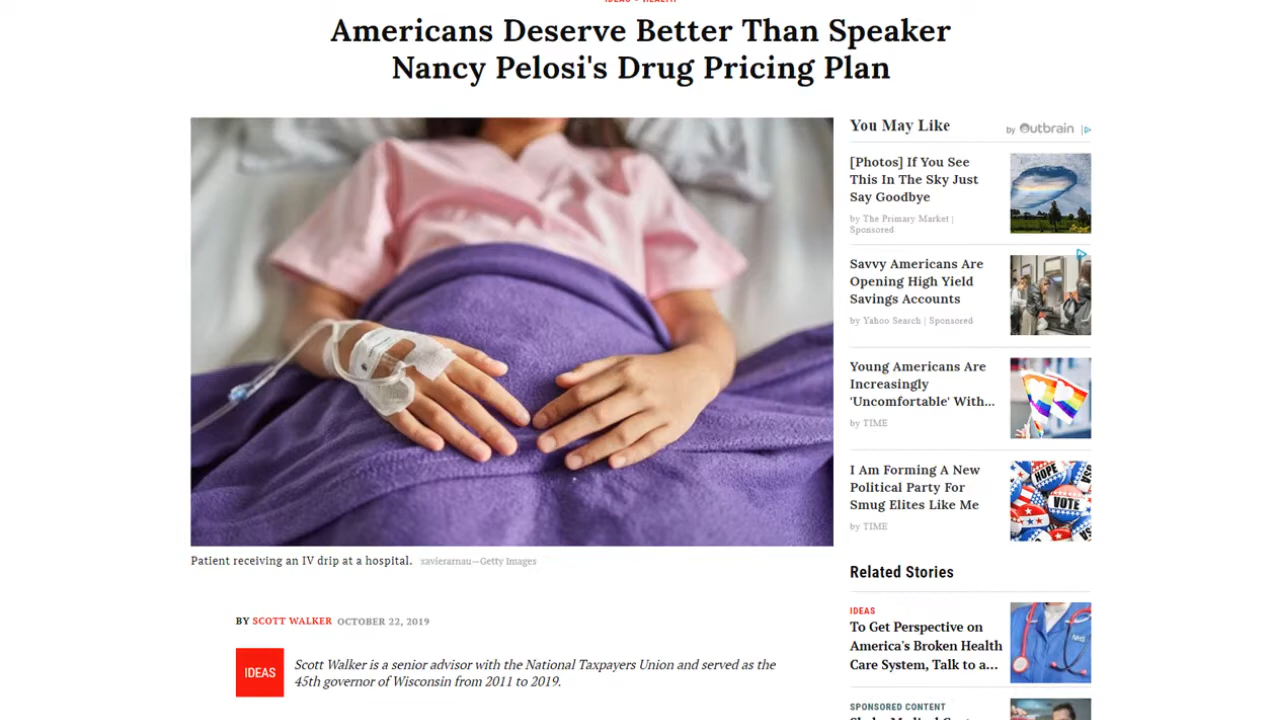 IDEAS • HEALTH
Americans Deserve Better Than Speaker
Nancy Pelosi's Drug Pricing Plan
You May Like
by Outbrain
[Photos] If You See
This In The Sky Just
Say Goodbye
by The Primary Market |
Sponsored
Savvy Americans Are
Opening High Yield
Savings Accounts
by Yahoo Search | Sponsored
Young Americans Are
Increasingly
'Uncomfortable' With...
by TIME
I Am Forming A New
Political Party For
Smug Elites Like Me
by TIME
HOPE
VOTE
Patient receiving an IV drip at a hospital. xavierarnau—Getty Images
Related Stories
BY SCOTT WALKER OCTOBER 22, 2019
IDEAS
To Get Perspective on
America's Broken Health
Care System, Talk to a...
NHS
IDEAS
Scott Walker is a senior advisor with the National Taxpayers Union and served as the
45th governor of Wisconsin from 2011 to 2019.
SPONSORED CONTENT